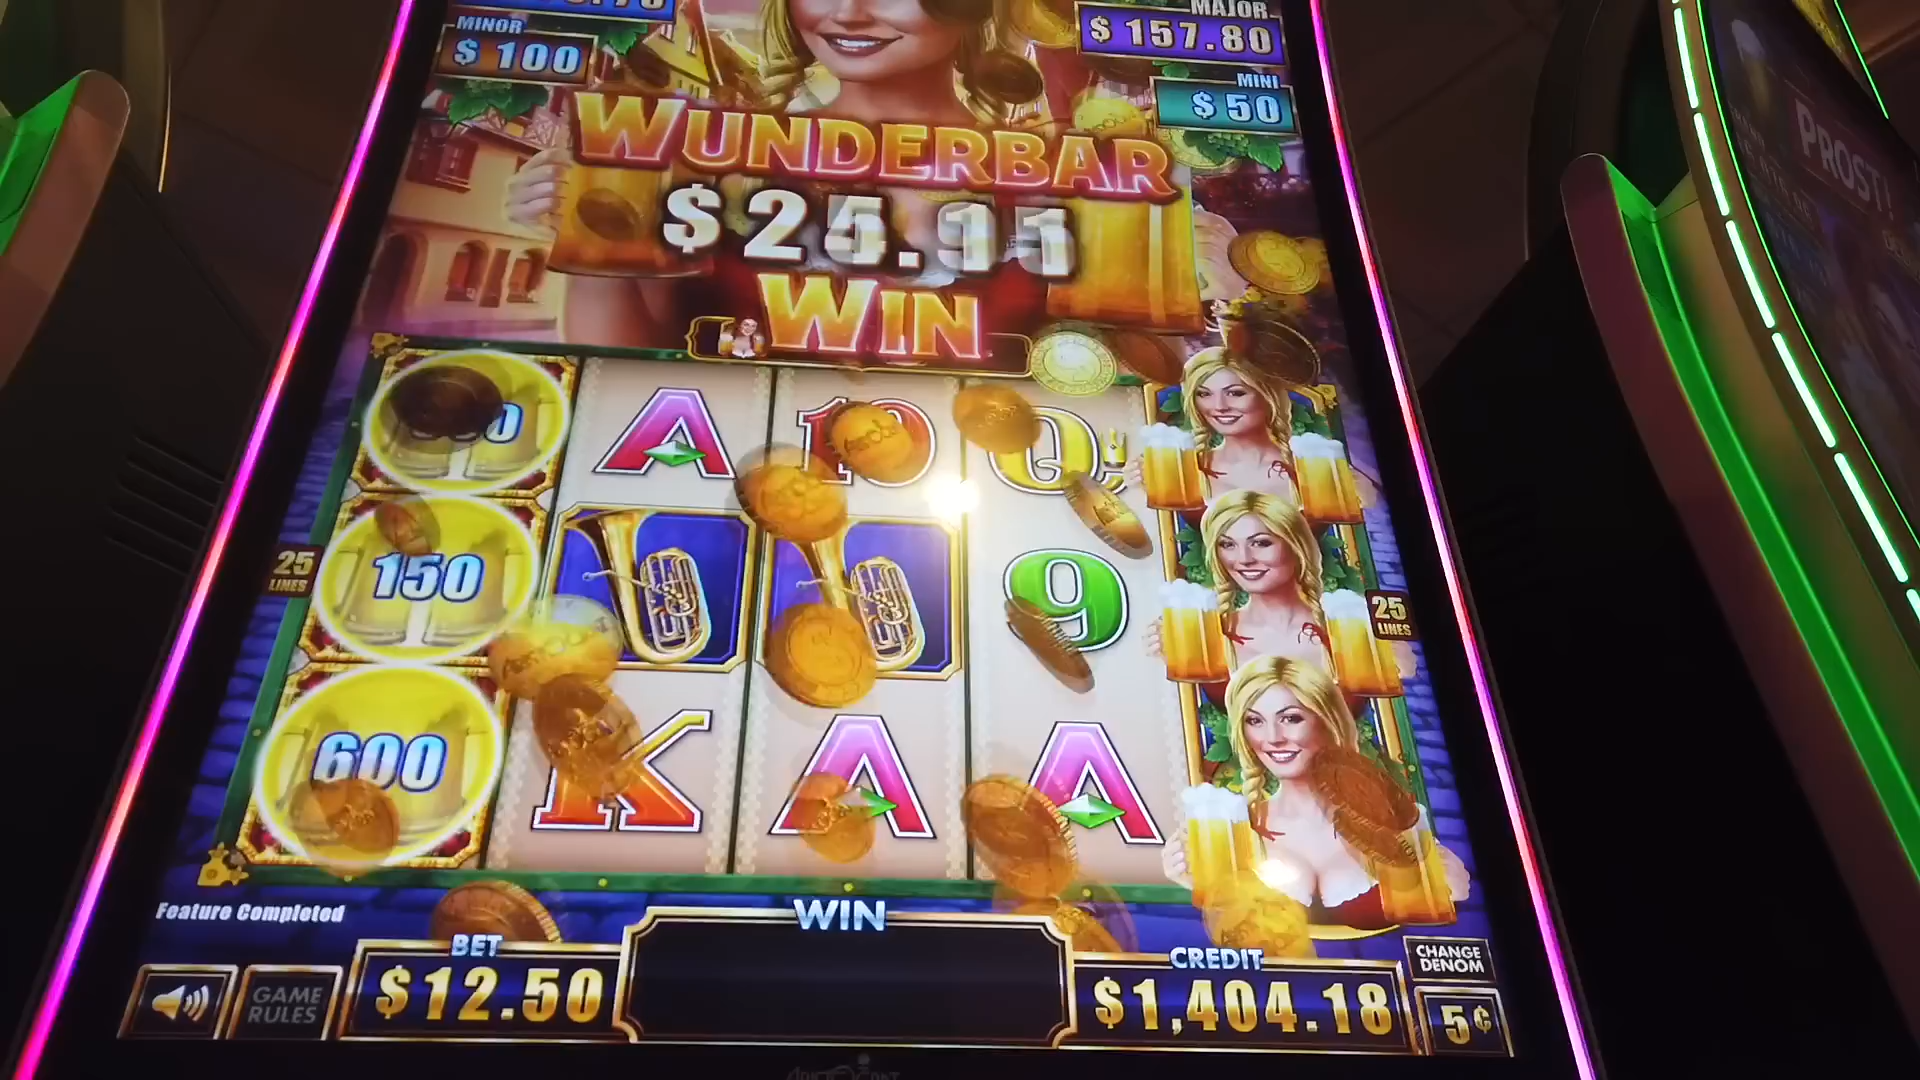 MINOR
$ 100
MAJOR
$ 157.80
MINI
$ 50
WUNDERBAR
WIN
PROST!
A
10
Q
25
LINES
150
9
25
LINES
600
K
A
A
Feature Completed
WIN
BET
$12.50
CREDIT
$1,404.18
CHANGE
DENOM
GAME
RULES
5¢